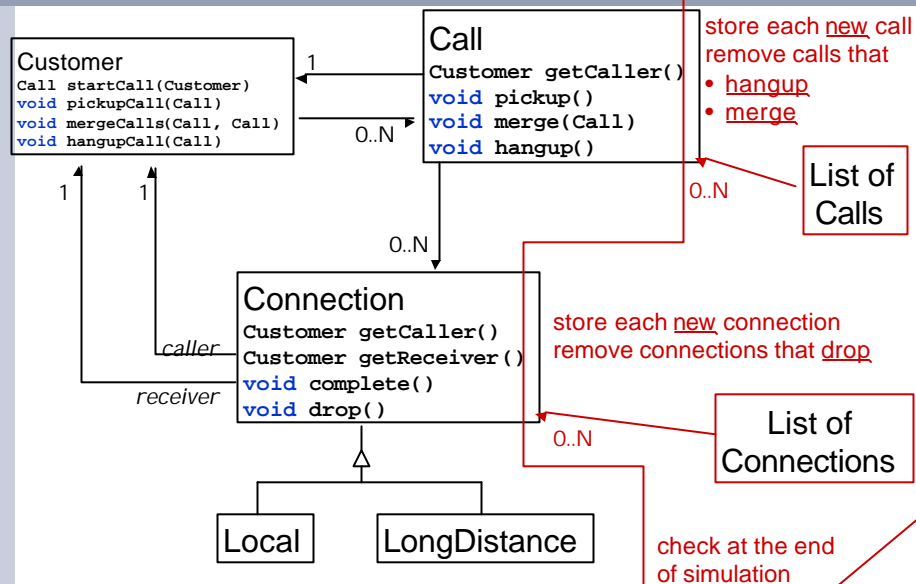 Customer
Call startCall(Customer)
void pickupCall(Call)
void mergeCalls(Call, Call)
void hangupCall(Call)
1
0..N
Call
Customer getCaller()
void pickup()
void merge(Call)
void hangup()
store each new call
remove calls that
• hangup
• merge
0..N
List of
Calls
1
1
0..N
Connection
Customer getCaller()
Customer getReceiver()
void complete()
void drop()
caller
receiver
store each new connection
remove connections that drop
0..N
List of
Connections
Local
LongDistance
check at the end
of simulation